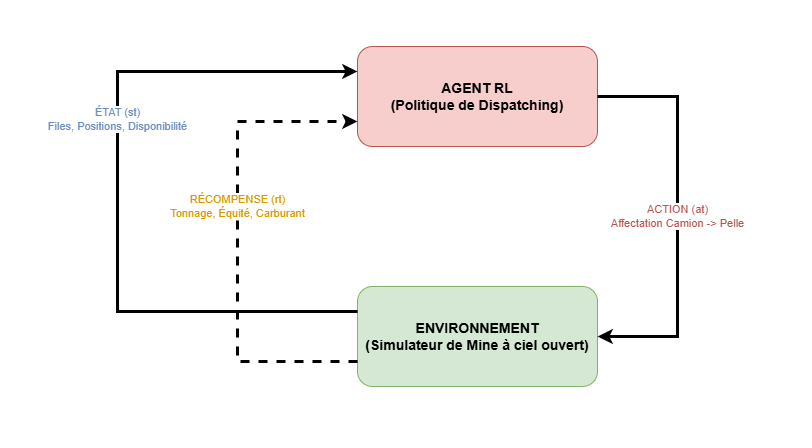 AGENT RL
(Politique de Dispatching)
ÉTAT (st)
Files, Positions, Disponibilité
RÉCOMPENSE (rt)
Tonnage, Équité, Carburant
ACTION (at)
Affectation Camion -> Pelle
ENVIRONNEMENT
(Simulateur de Mine à ciel ouvert)